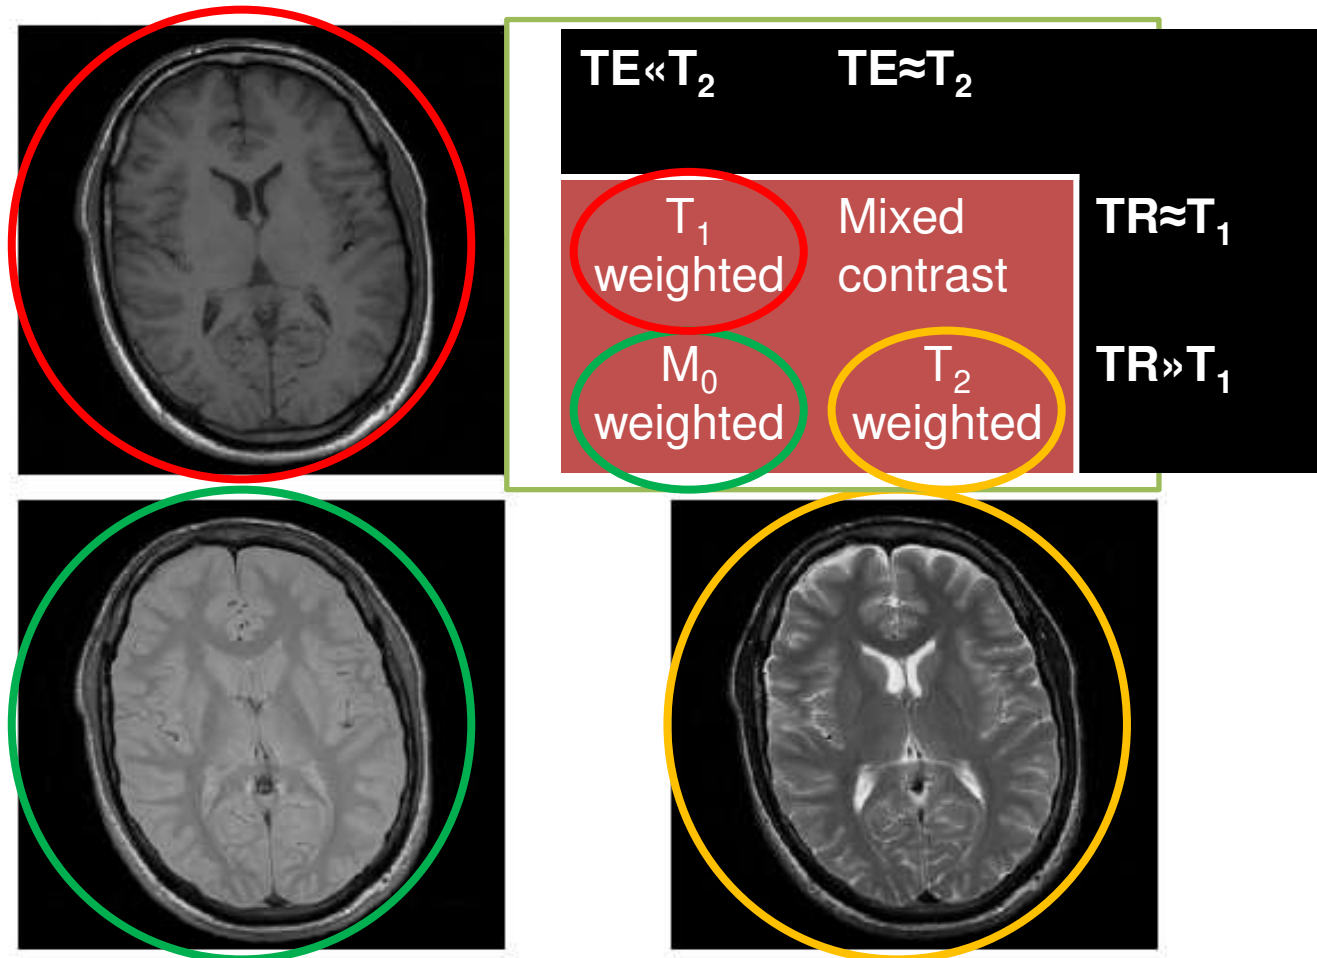 TE«T₂ TE≈T₂
T₁ Mixed TR≈T₁
weighted contrast
M₀ T₂ TR»T₁
weighted weighted